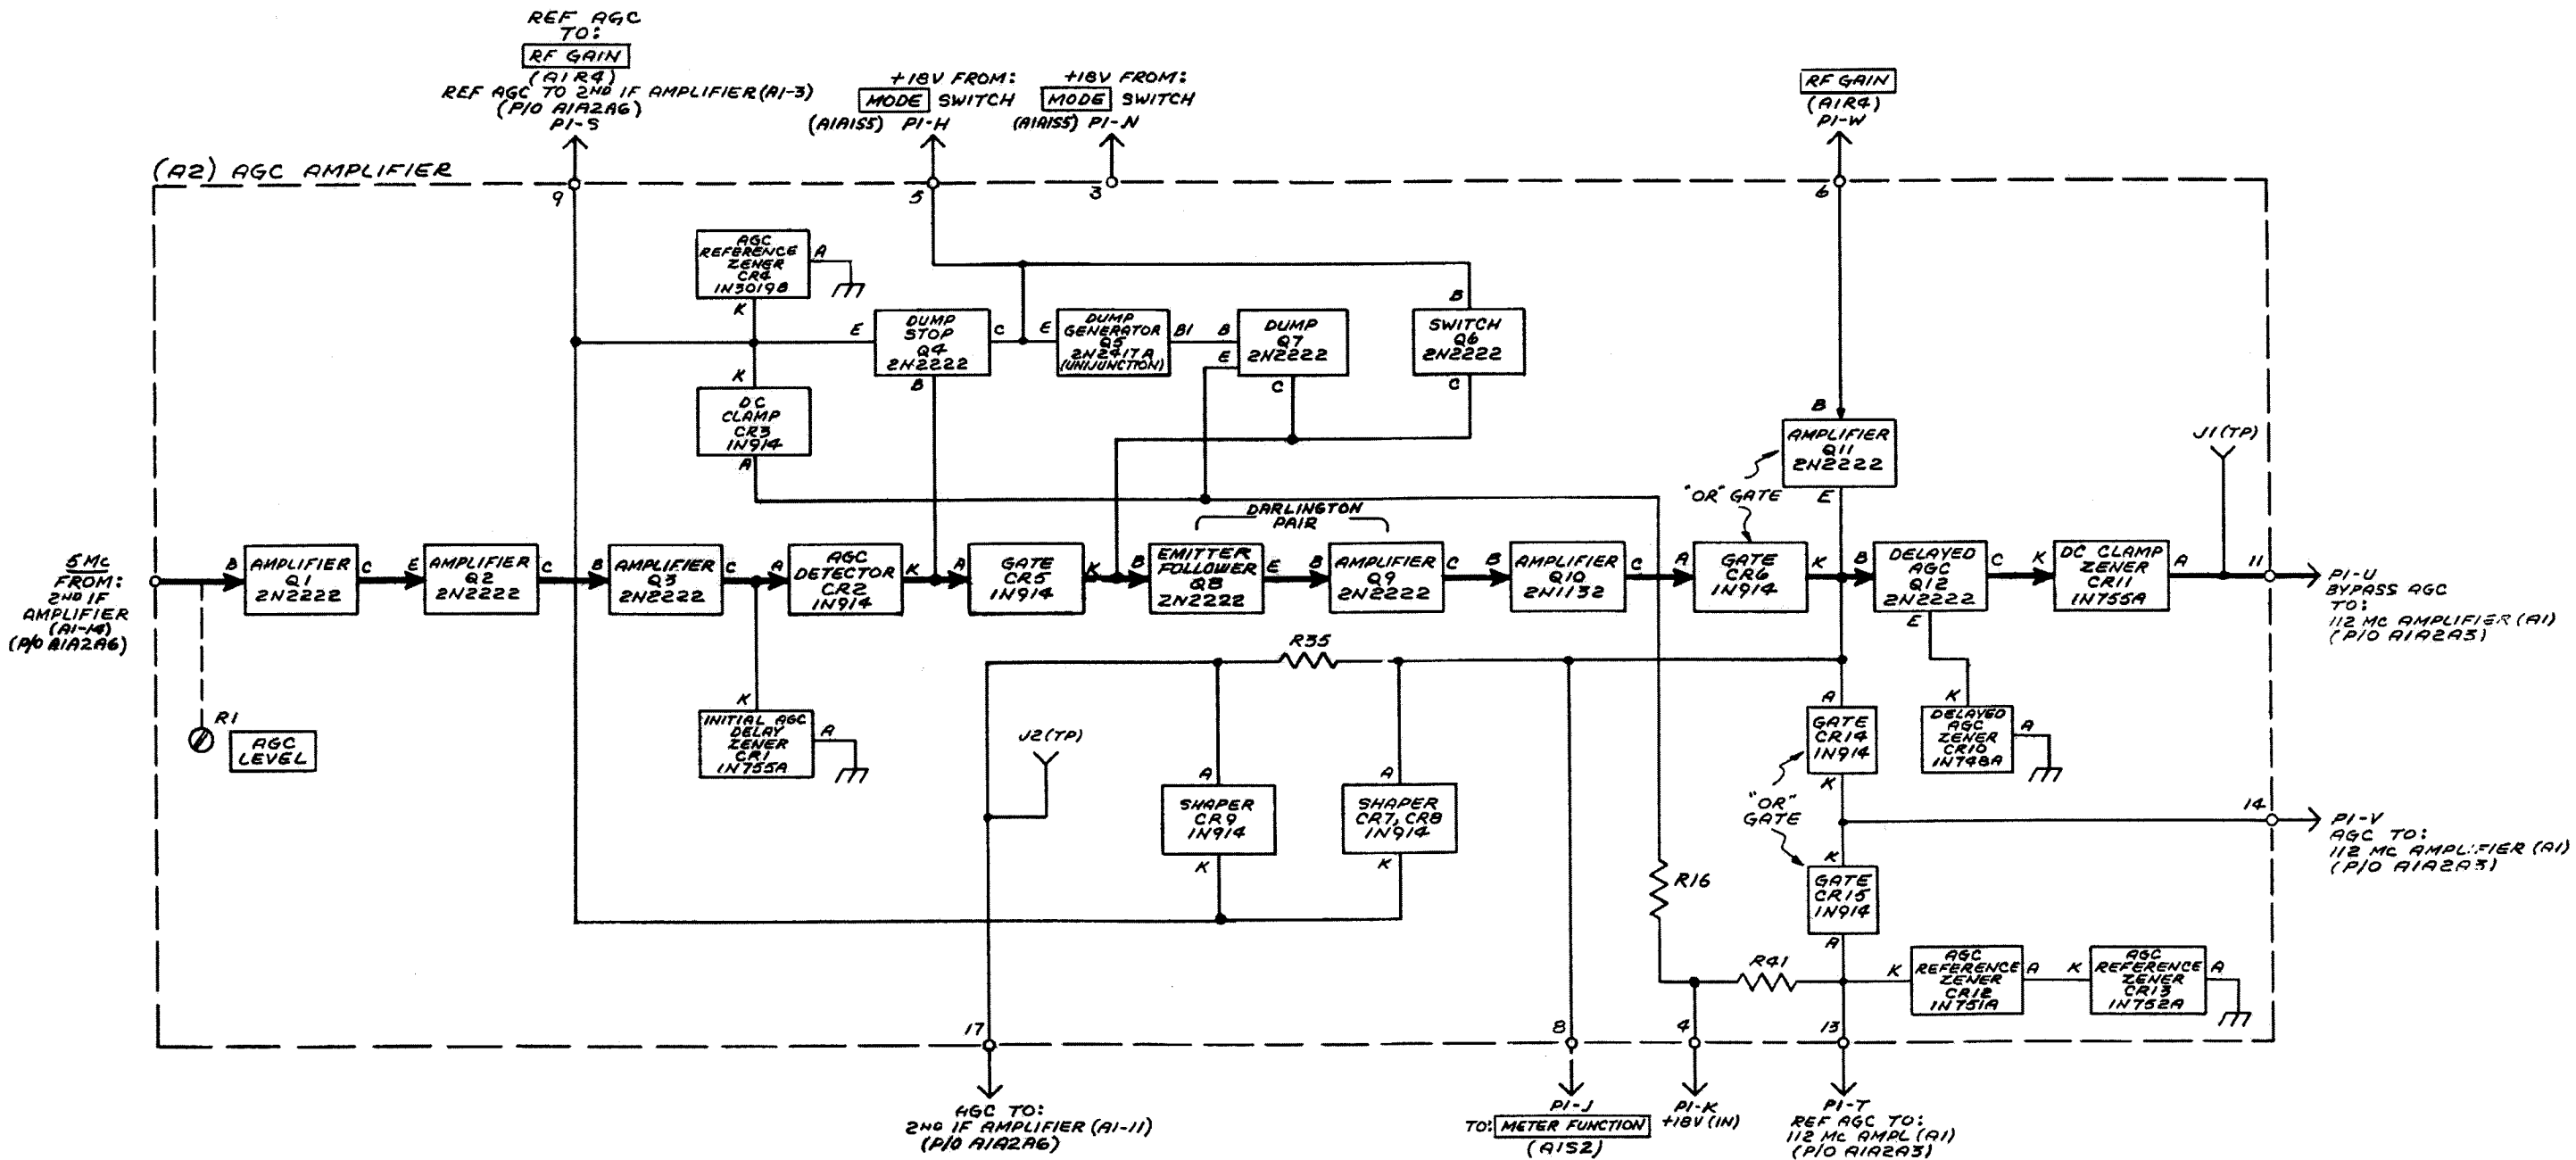 REF AGC
TO:
RF GAIN
(A1R4)
REF AGC TO 2ND IF AMPLIFIER (A1-3)
(P/O A1A2A6)
P1-S
+18V FROM:
MODE SWITCH
(A1A1S5) P1-H
+18V FROM:
MODE SWITCH
(A1A1S5) P1-N
RF GAIN
(A1R4)
P1-W
(A2) AGC AMPLIFIER
9
5
3
6
AGC
REFERENCE
ZENER
CR4
1N3019B
A
K
E
DUMP
STOP
Q4
2N2222
C
B
E
DUMP
GENERATOR
Q5
2N2417A
(UNIJUNCTION)
B1
B
E
DUMP
Q7
2N2222
C
B
SWITCH
Q6
2N2222
C
K
DC
CLAMP
CR3
1N914
A
B
AMPLIFIER
Q11
2N2222
E
"OR" GATE
J1 (TP)
DARLINGTON
PAIR
5 MC
FROM:
2ND IF
AMPLIFIER
(A1-14)
(P/O A1A2A6)
B
AMPLIFIER
Q1
2N2222
C
E
AMPLIFIER
Q2
2N2222
C
B
AMPLIFIER
Q3
2N2222
C
A
AGC
DETECTOR
CR2
1N914
K
A
GATE
CR5
1N914
K
B
EMITTER
FOLLOWER
Q8
2N2222
E
B
AMPLIFIER
Q9
2N2222
C
B
AMPLIFIER
Q10
2N1132
C
A
GATE
CR6
1N914
K
B
DELAYED
AGC
Q12
2N2222
C
E
K
DC CLAMP
ZENER
CR11
1N755A
A
11
P1-U
BYPASS AGC
TO:
112 MC AMPLIFIER (A1)
(P/O A1A2A3)
R1
AGC
LEVEL
K
INITIAL AGC
DELAY
ZENER
CR1
1N755A
A
J2 (TP)
R35
A
SHAPER
CR9
1N914
K
A
SHAPER
CR7, CR8
1N914
K
R16
A
GATE
CR14
1N914
K
"OR"
GATE
K
GATE
CR15
1N914
A
K
DELAYED
AGC
ZENER
CR10
1N748A
A
14
P1-V
AGC TO:
112 MC AMPLIFIER (A1)
(P/O A1A2A3)
R41
K
AGC
REFERENCE
ZENER
CR12
1N751A
A
K
AGC
REFERENCE
ZENER
CR13
1N752A
A
17
8
4
13
AGC TO:
2ND IF AMPLIFIER (A1-11)
(P/O A1A2A6)
P1-J
TO: METER FUNCTION
(A1S2)
P1-K
+18V (IN)
P1-T
REF AGC TO:
112 MC AMPL (A1)
(P/O A1A2A3)